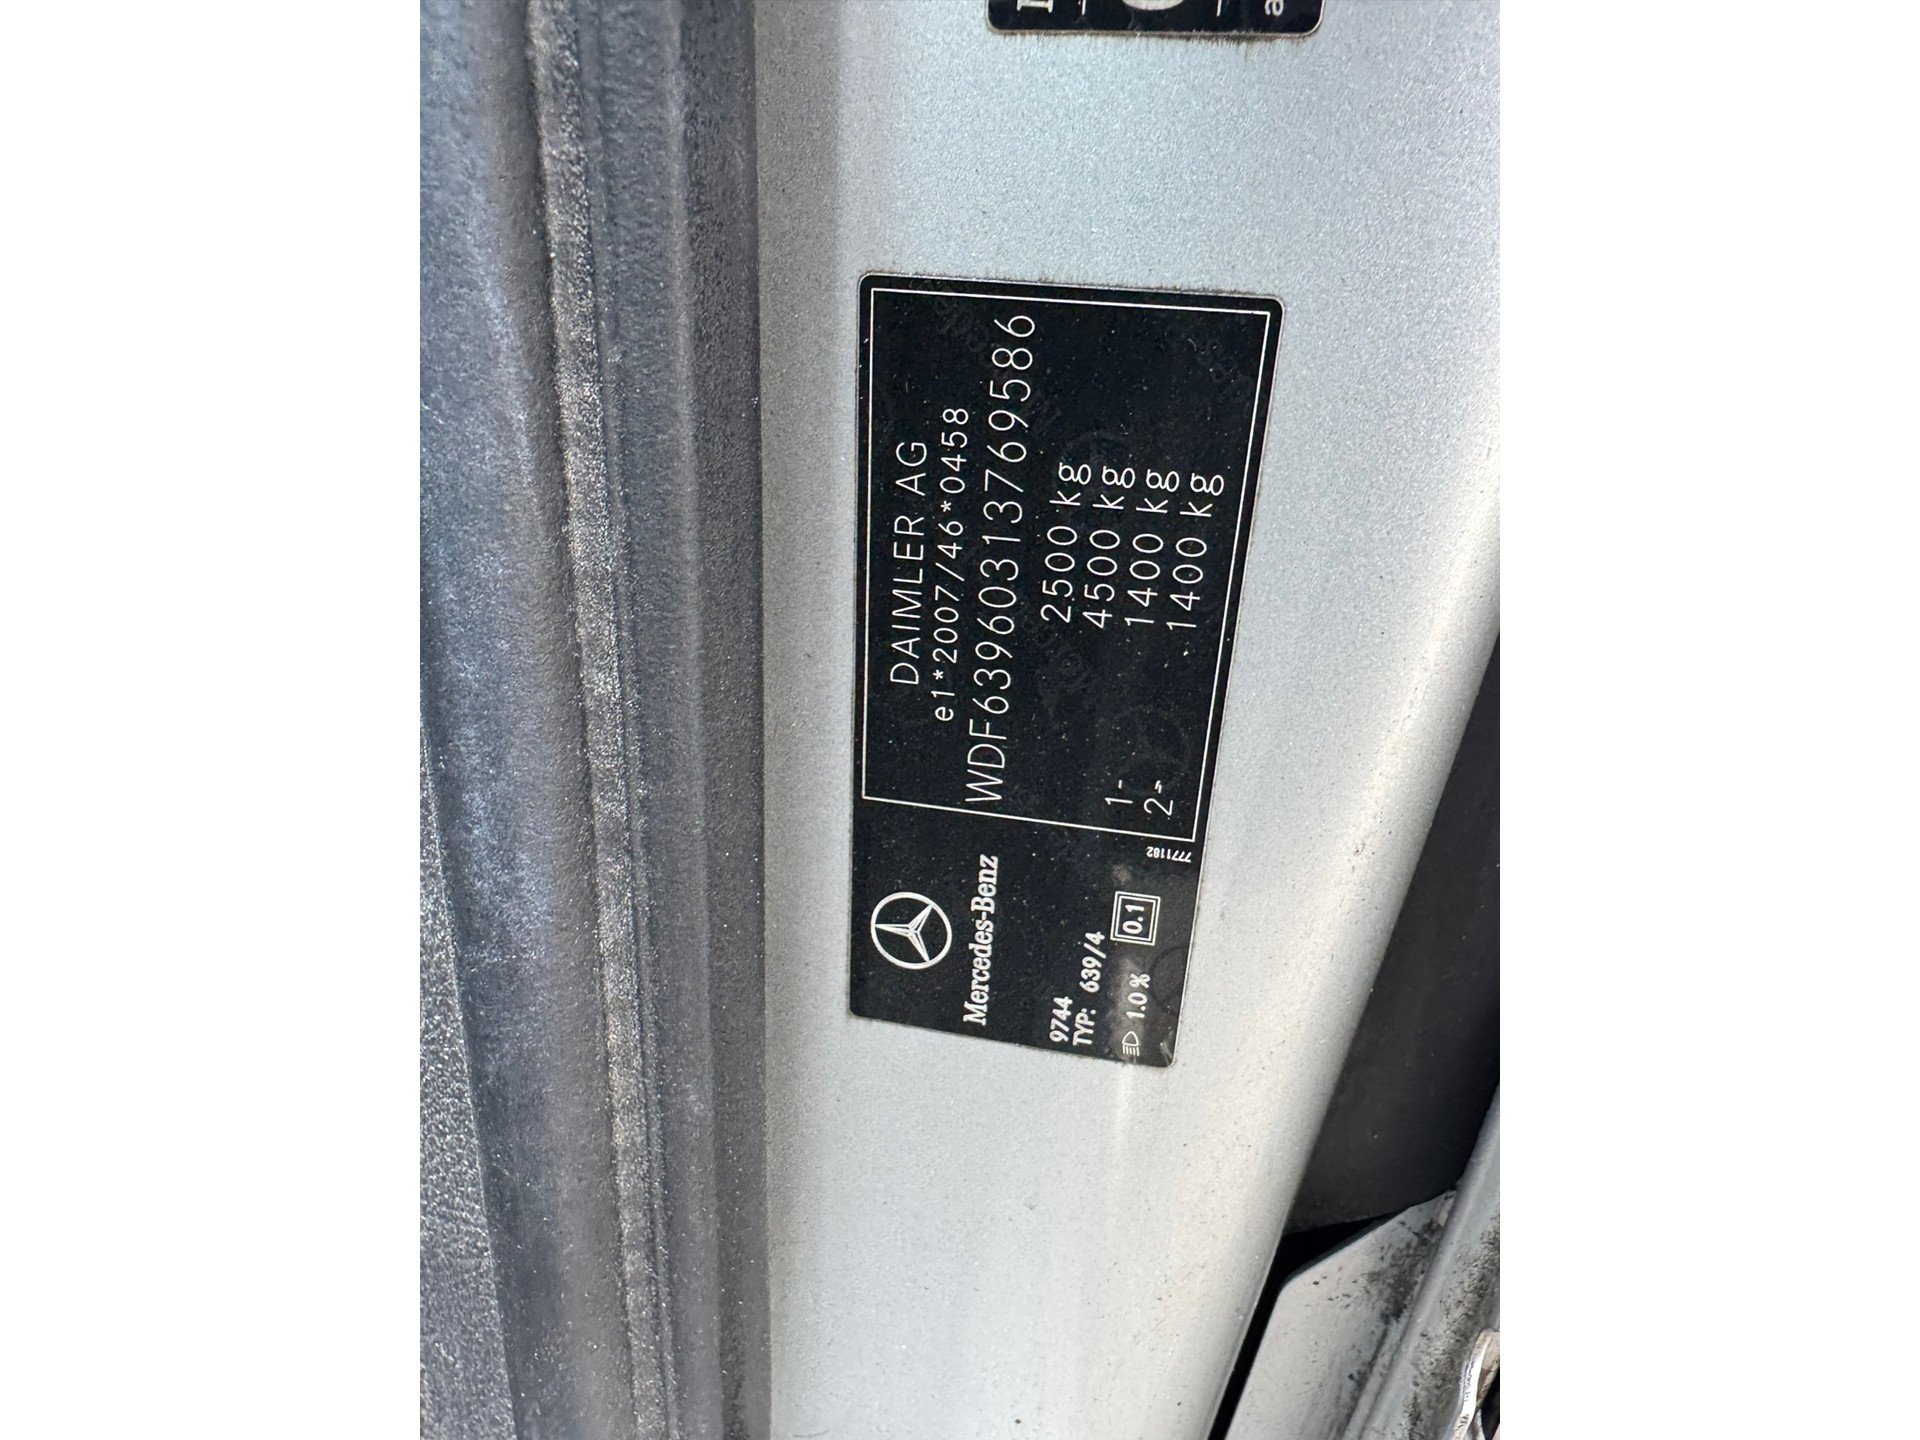 DAIMLER AG
e1*2007/46*0458
WDF63960313769586
2500 kg
4500 kg
1- 1400 kg
2- 1400 kg
Mercedes-Benz
9744
TYP: 639/4
1.0%
0.1
7771182